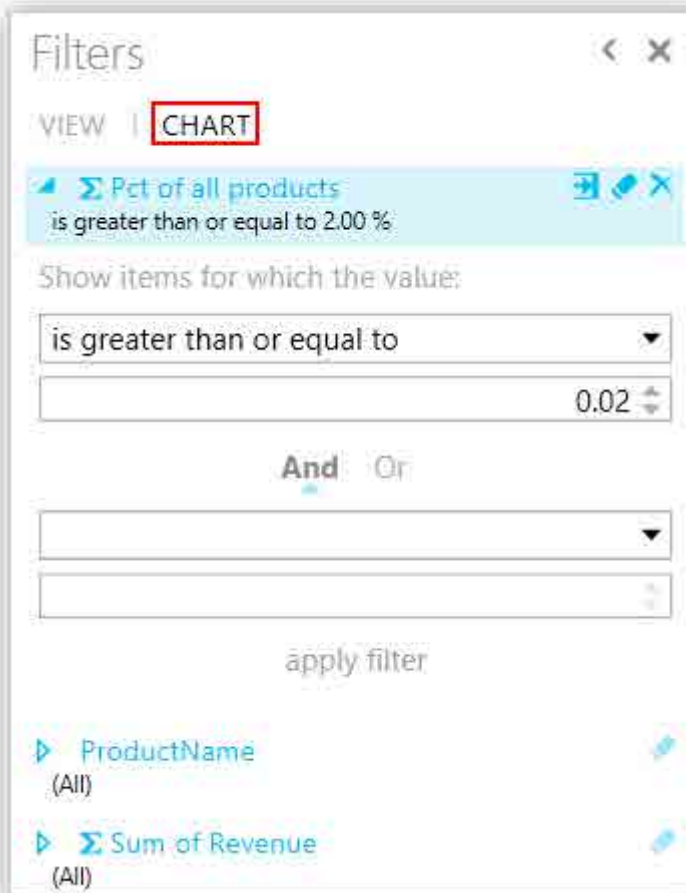 Filters
VIEW | CHART
Σ Pct of all products
is greater than or equal to 2.00 %
Show items for which the value:
is greater than or equal to
0.02
And Or
apply filter
ProductName
(All)
Σ Sum of Revenue
(All)